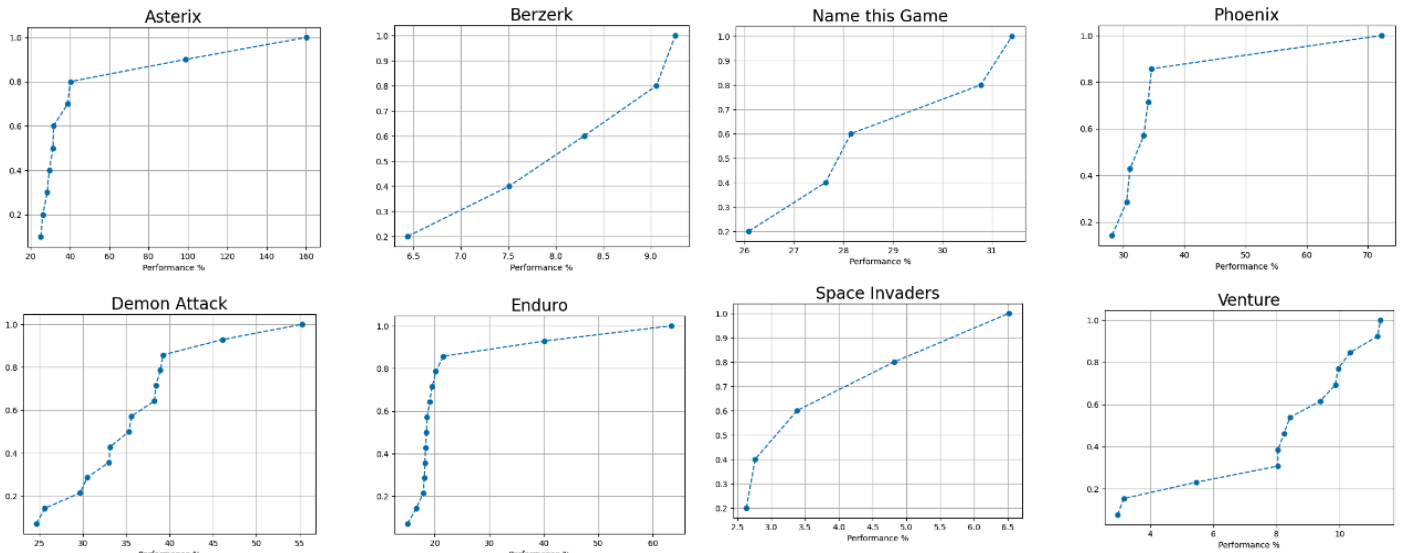 Asterix
1.0
0.8
0.6
0.4
0.2
20 40 60 80 100 120 140 160
Performance %
Berzerk
1.0
0.9
0.8
0.7
0.6
0.5
0.4
0.3
0.2
6.5 7.0 7.5 8.0 8.5 9.0
Performance %
Name this Game
1.0
0.9
0.8
0.7
0.6
0.5
0.4
0.3
0.2
26 27 28 29 30 31
Performance %
Phoenix
1.0
0.8
0.6
0.4
0.2
30 40 50 60 70
Performance %
Demon Attack
1.0
0.8
0.6
0.4
0.2
25 30 35 40 45 50 55
Performance %
Enduro
1.0
0.8
0.6
0.4
0.2
20 30 40 50 60
Performance %
Space Invaders
1.0
0.9
0.8
0.7
0.6
0.5
0.4
0.3
0.2
2.5 3.0 3.5 4.0 4.5 5.0 5.5 6.0 6.5
Performance %
Venture
1.0
0.8
0.6
0.4
0.2
4 6 8 10
Performance %